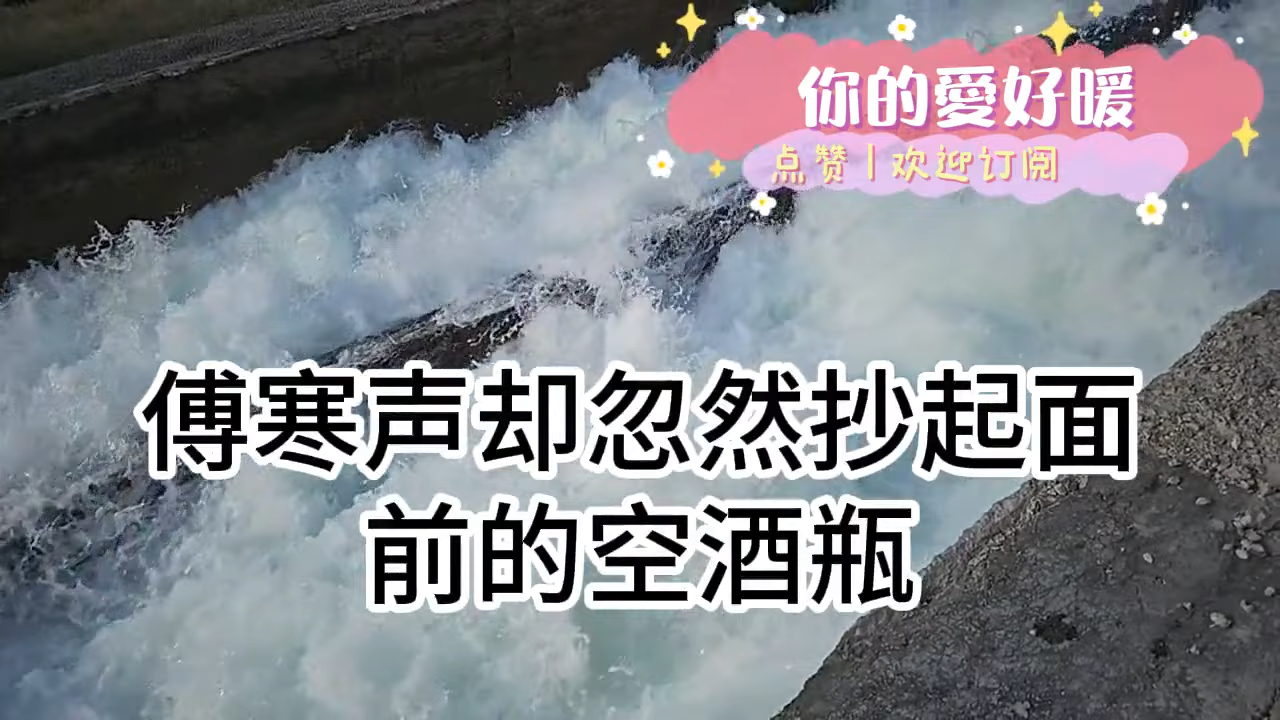 你的愛好暖
点赞 | 欢迎订阅
傅寒声却忽然抄起面
前的空酒瓶